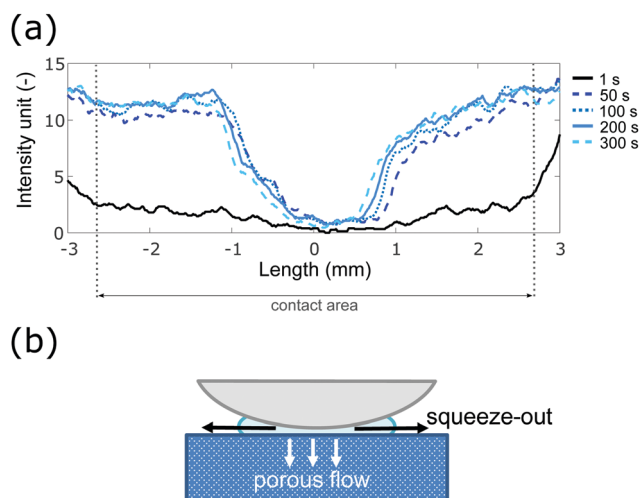 (a)
Intensity unit (-)
15
10
5
0
-3
-2
-1
0
1
2
3
Length (mm)
contact area
1 s
50 s
100 s
200 s
300 s
(b)
squeeze-out
porous flow